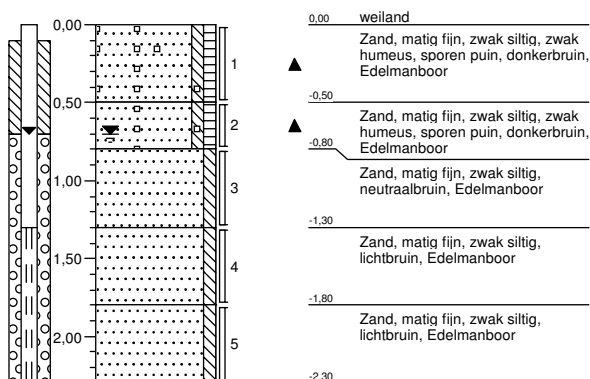 0,00
0,50
1,00
1,50
2,00
1
2
3
4
5
0,00 weiland
Zand, matig fijn, zwak siltig, zwak
humeus, sporen puin, donkerbruin,
Edelmanboor
-0,50
Zand, matig fijn, zwak siltig, zwak
humeus, sporen puin, donkerbruin,
Edelmanboor
-0,80
Zand, matig fijn, zwak siltig,
neutraalbruin, Edelmanboor
-1,30
Zand, matig fijn, zwak siltig,
lichtbruin, Edelmanboor
-1,80
Zand, matig fijn, zwak siltig,
lichtbruin, Edelmanboor
-2,30